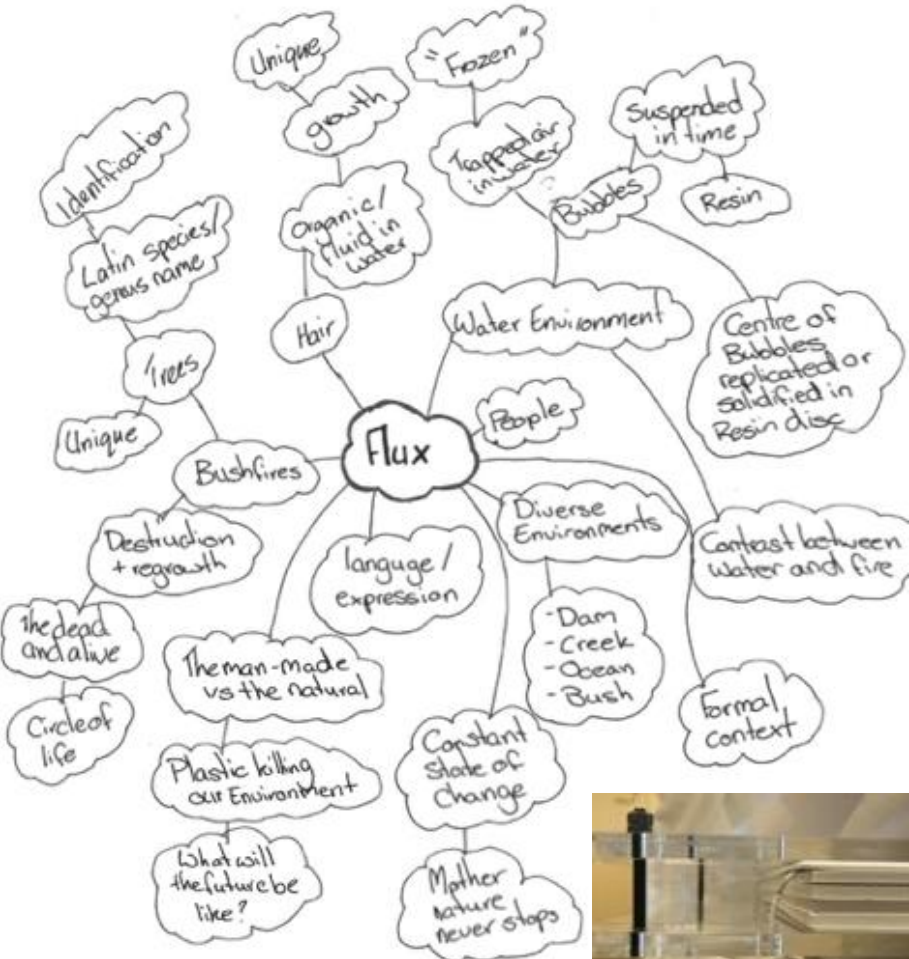 Unique
"Frozen"
growth
Suspended
in time
Identification
Trapped air
in water
Resin
Bubbles
Organic/
fluid in
water
Latin species/
genus name
Hair
Water Environment
Centre of
Bubbles
replicated or
solidified in
Resin disc
Trees
People
Unique
Flux
Bushfires
Diverse
Environments
Destruction
+ regrowth
languge/
expression
Contrast between
water and fire
The dead
and alive
The man-made
vs the natural
- Dam
- Creek
- Ocean
- Bush
Circle of
life
Formal
context
Constant
State of
Change
Plastic killing
our Environment
What will
the future be
like?
Mother
nature
never stops